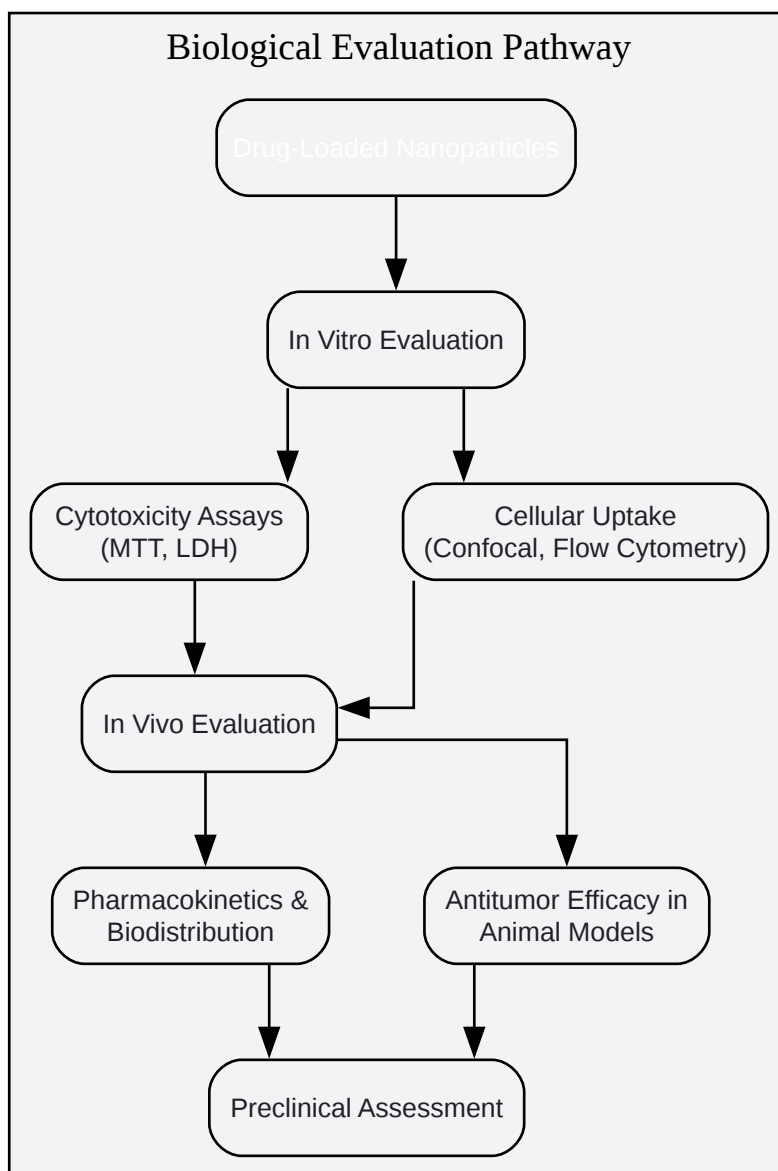 Biological Evaluation Pathway
Drug-Loaded Nanoparticles
In Vitro Evaluation
Cytotoxicity Assays
(MTT, LDH)
Cellular Uptake
(Confocal, Flow Cytometry)
In Vivo Evaluation
Pharmacokinetics &
Biodistribution
Antitumor Efficacy in
Animal Models
Preclinical Assessment